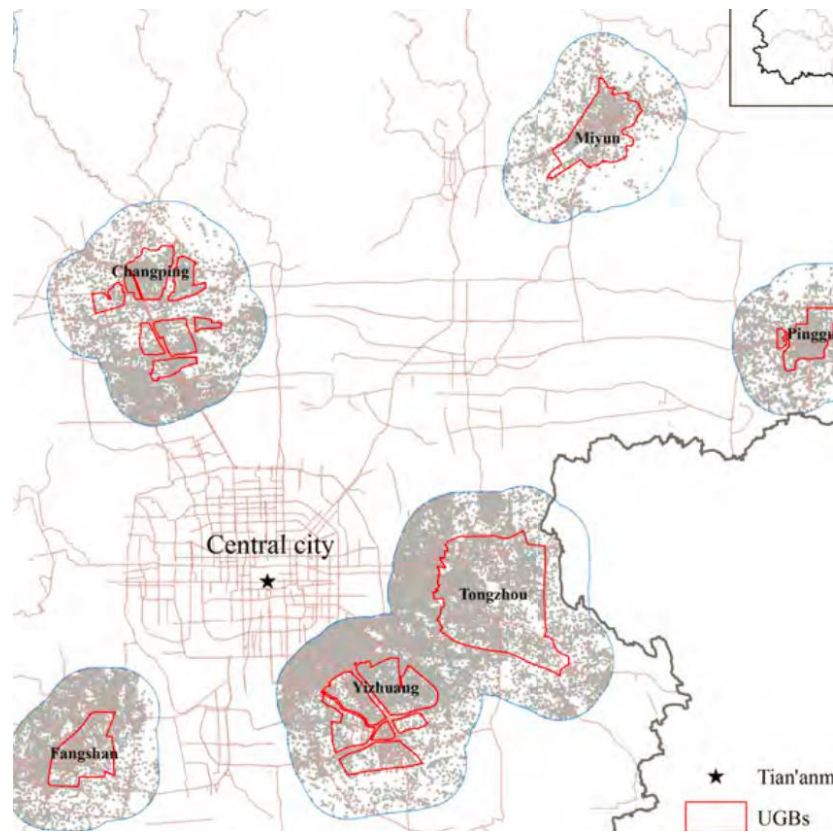 Miyun
Changping
Pinggu
Central city
Tongzhou
Yizhuang
Fangshan
Tian'anm
UGBs